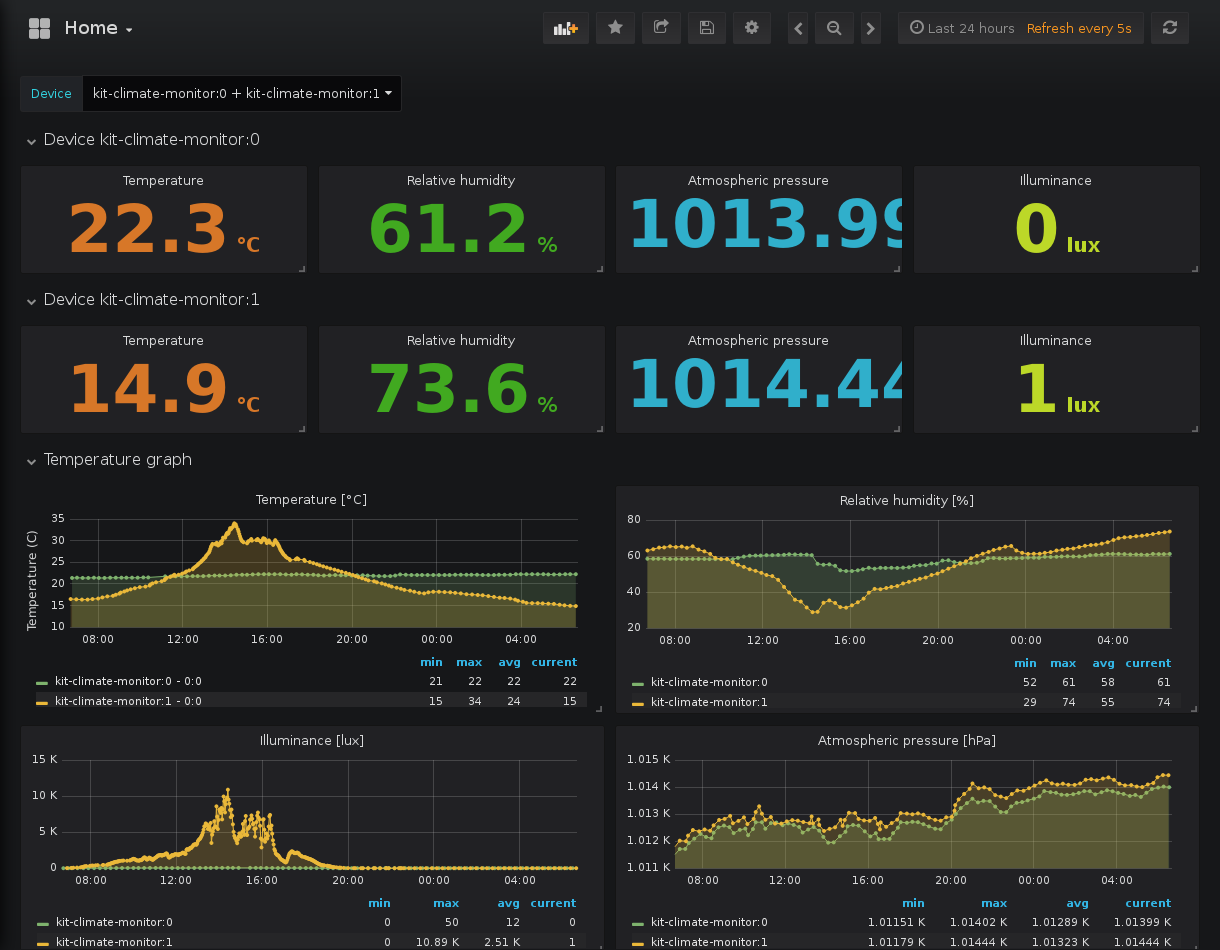 Home
Last 24 hours Refresh every 5s
Device kit-climate-monitor:0 + kit-climate-monitor:1
Device kit-climate-monitor:0
Temperature Relative humidity Atmospheric pressure Illuminance
22.3 °C 61.2 % 1013.99 0 lux
Device kit-climate-monitor:1
Temperature Relative humidity Atmospheric pressure Illuminance
14.9 °C 73.6 % 1014.44 1 lux
Temperature graph
Temperature [°C]
Temperature (C)
35
30
25
20
15
10
08:00 12:00 16:00 20:00 00:00 04:00
min max avg current
kit-climate-monitor:0 - 0:0 21 22 22 22
kit-climate-monitor:1 - 0:0 15 34 24 15
Relative humidity [%]
80
60
40
20
08:00 12:00 16:00 20:00 00:00 04:00
min max avg current
kit-climate-monitor:0 52 61 58 61
kit-climate-monitor:1 29 74 55 74
Illuminance [lux]
15 K
10 K
5 K
0
08:00 12:00 16:00 20:00 00:00 04:00
min max avg current
kit-climate-monitor:0 0 50 12 0
kit-climate-monitor:1 0 10.89 K 2.51 K 1
Atmospheric pressure [hPa]
1.015 K
1.014 K
1.013 K
1.012 K
1.011 K
08:00 12:00 16:00 20:00 00:00 04:00
min max avg current
kit-climate-monitor:0 1.01151 K 1.01402 K 1.01289 K 1.01399 K
kit-climate-monitor:1 1.01179 K 1.01444 K 1.01323 K 1.01444 K